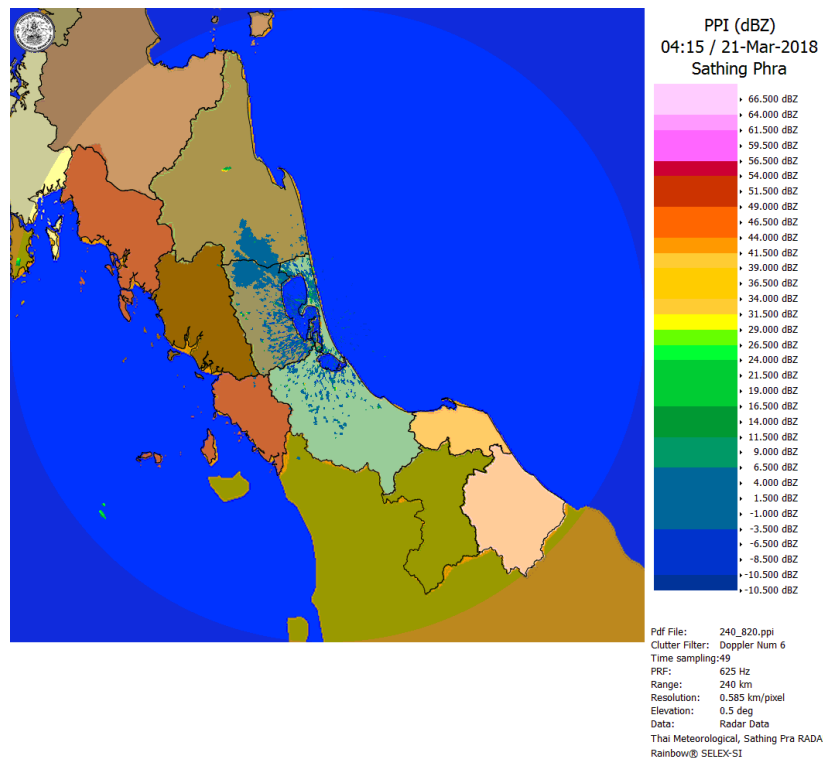 PPI (dBZ)
04:15 / 21-Mar-2018
Sathing Phra
66.500 dBZ
64.000 dBZ
61.500 dBZ
59.500 dBZ
56.500 dBZ
54.000 dBZ
51.500 dBZ
49.000 dBZ
46.500 dBZ
44.000 dBZ
41.500 dBZ
39.000 dBZ
36.500 dBZ
34.000 dBZ
31.500 dBZ
29.000 dBZ
26.500 dBZ
24.000 dBZ
21.500 dBZ
19.000 dBZ
16.500 dBZ
14.000 dBZ
11.500 dBZ
9.000 dBZ
6.500 dBZ
4.000 dBZ
1.500 dBZ
-1.000 dBZ
-3.500 dBZ
-6.500 dBZ
-8.500 dBZ
-10.500 dBZ
-10.500 dBZ
Pdf File: 240_820.ppi
Clutter Filter: Doppler Num 6
Time sampling:49
PRF: 625 Hz
Range: 240 km
Resolution: 0.585 km/pixel
Elevation: 0.5 deg
Data: Radar Data
Thai Meteorological, Sathing Pra RADA
Rainbow® SELEX-SI